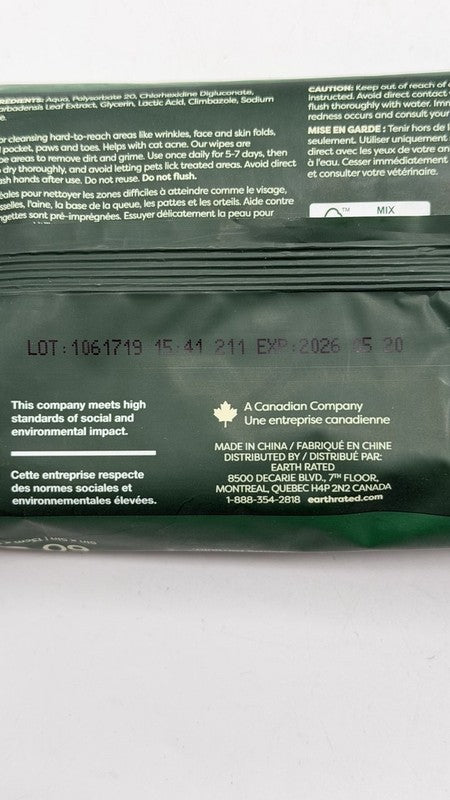 Aqua, Polysorbate 20, Chlorhexidine Digluconate,
Leaf Extract, Glycerin, Lactic Acid, Climbazole, Sodium
for cleansing hard-to-reach areas like wrinkles, face and skin folds,
pocket, paws and toes. Helps with cat acne. Our wipes are
areas to remove dirt and grime. Use once daily for 5-7 days, then
dry thoroughly, and avoid letting pets lick treated areas. Avoid direct
hands after use. Do not reuse. Do not flush.
pour nettoyer les zones difficiles à atteindre comme le visage,
l'aine, la base de la queue, les pattes et les orteils. Aide contre
sont pré-imprégnées. Essuyer délicatement la peau pour
CAUTION: Keep out of reach of
instructed. Avoid direct contact
flush thoroughly with water.
redness occurs and consult your
MISE EN GARDE : Tenir hors de
seulement. Utiliser uniquement
direct avec les yeux de votre
à l'eau. Cesser immédiatement
et consulter votre vétérinaire.
TM
MIX
LOT:1061719 15:41 211 EXP:2026 05 20
This company meets high
standards of social and
environmental impact.
Cette entreprise respecte
des normes sociales et
environnementales élevées.
A Canadian Company
Une entreprise canadienne
MADE IN CHINA / FABRIQUÉ EN CHINE
DISTRIBUTED BY / DISTRIBUÉ PAR:
EARTH RATED
8500 DECARIE BLVD., 7TH FLOOR,
MONTREAL, QUEBEC H4P 2N2 CANADA
1-888-354-2818 earthrated.com
60